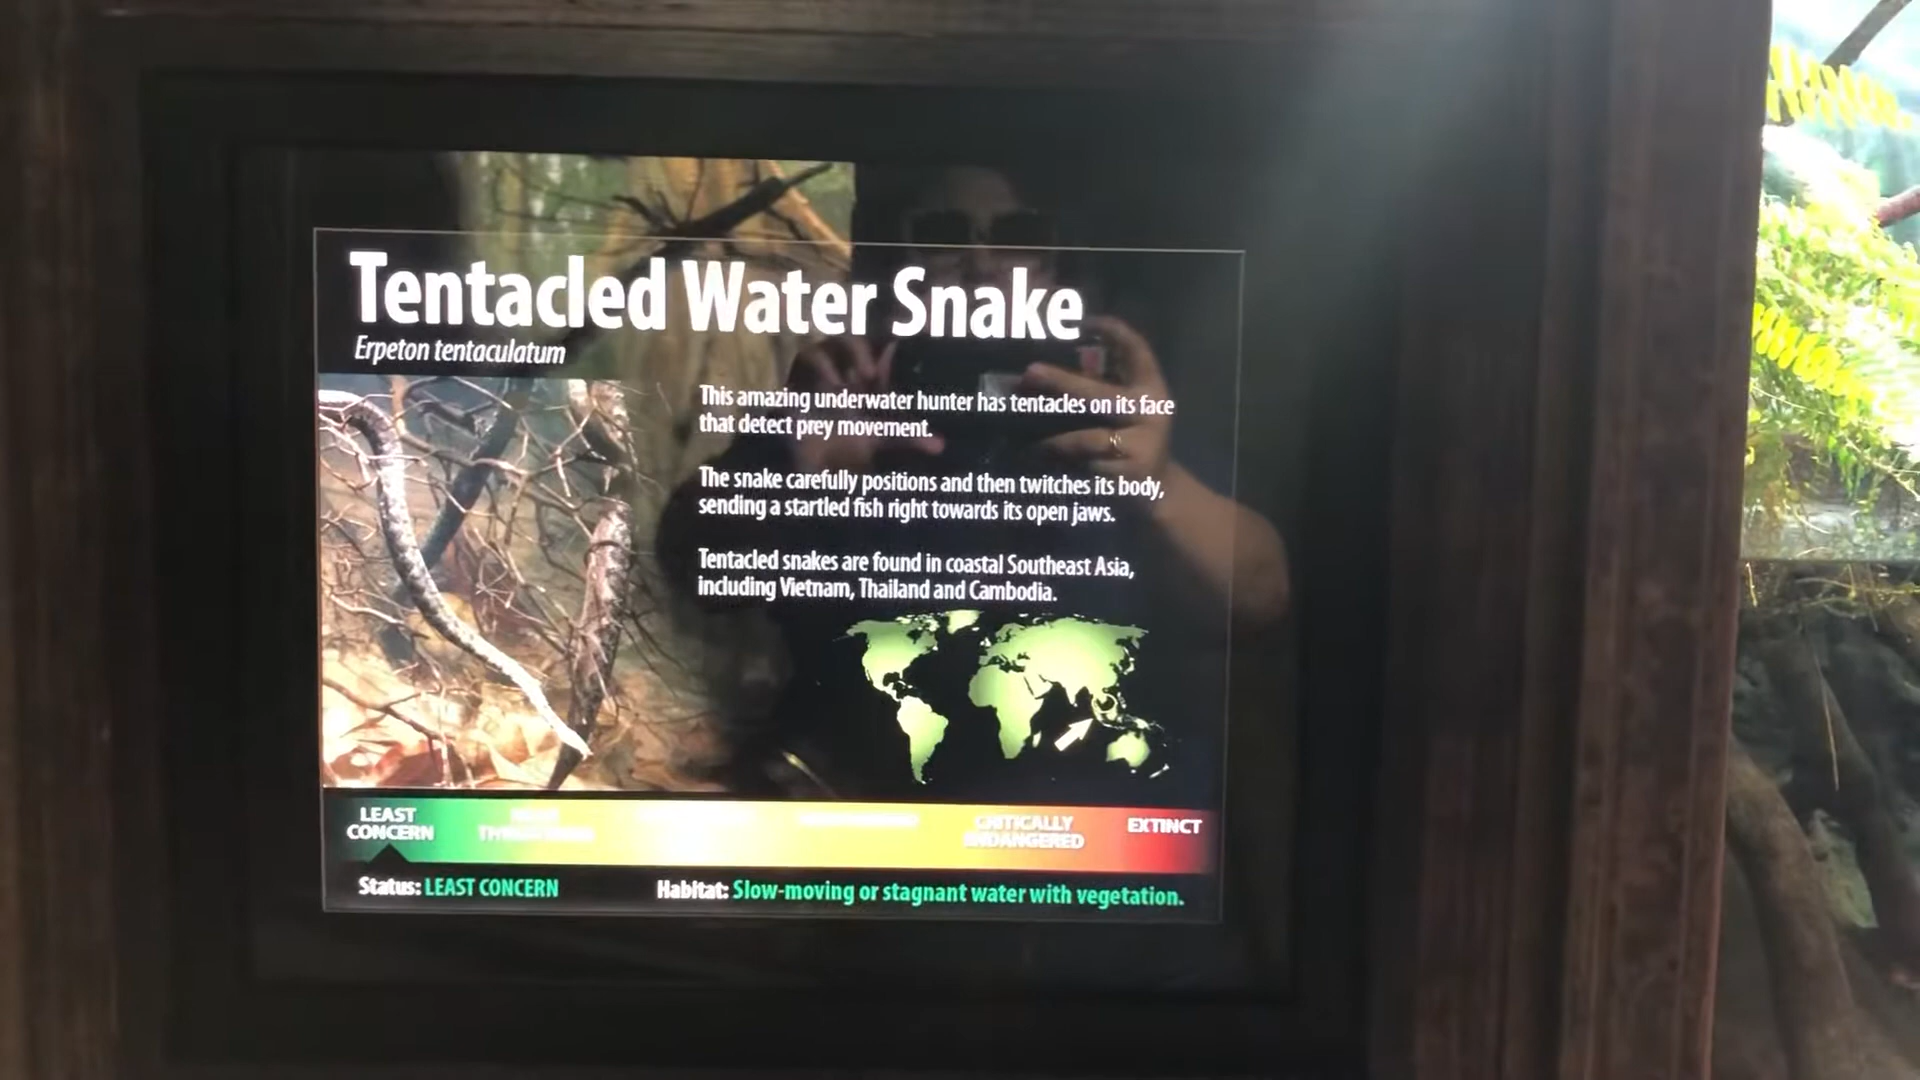 Tentacled Water Snake
Erpeton tentaculatum
This amazing underwater hunter has tentacles on its face
that detect prey movement.
The snake carefully positions and then twitches its body,
sending a startled fish right towards its open jaws.
Tentacled snakes are found in coastal Southeast Asia,
including Vietnam, Thailand and Cambodia.
LEAST
CONCERN
CRITICALLY
ENDANGERED
EXTINCT
Status: LEAST CONCERN
Habitat: Slow-moving or stagnant water with vegetation.